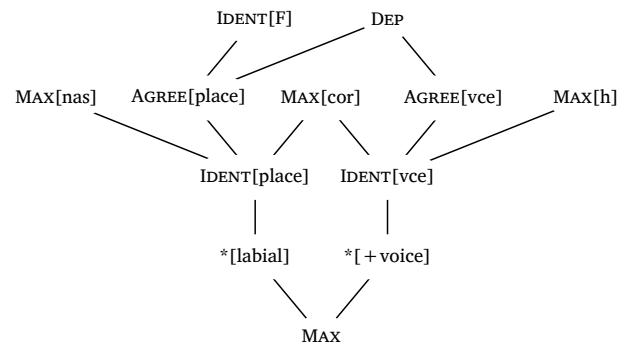 IDENT[F] DEP
MAX[nas] AGREE[place] MAX[cor] AGREE[vce] MAX[h]
IDENT[place] IDENT[vce]
*[labial] *[+voice]
MAX